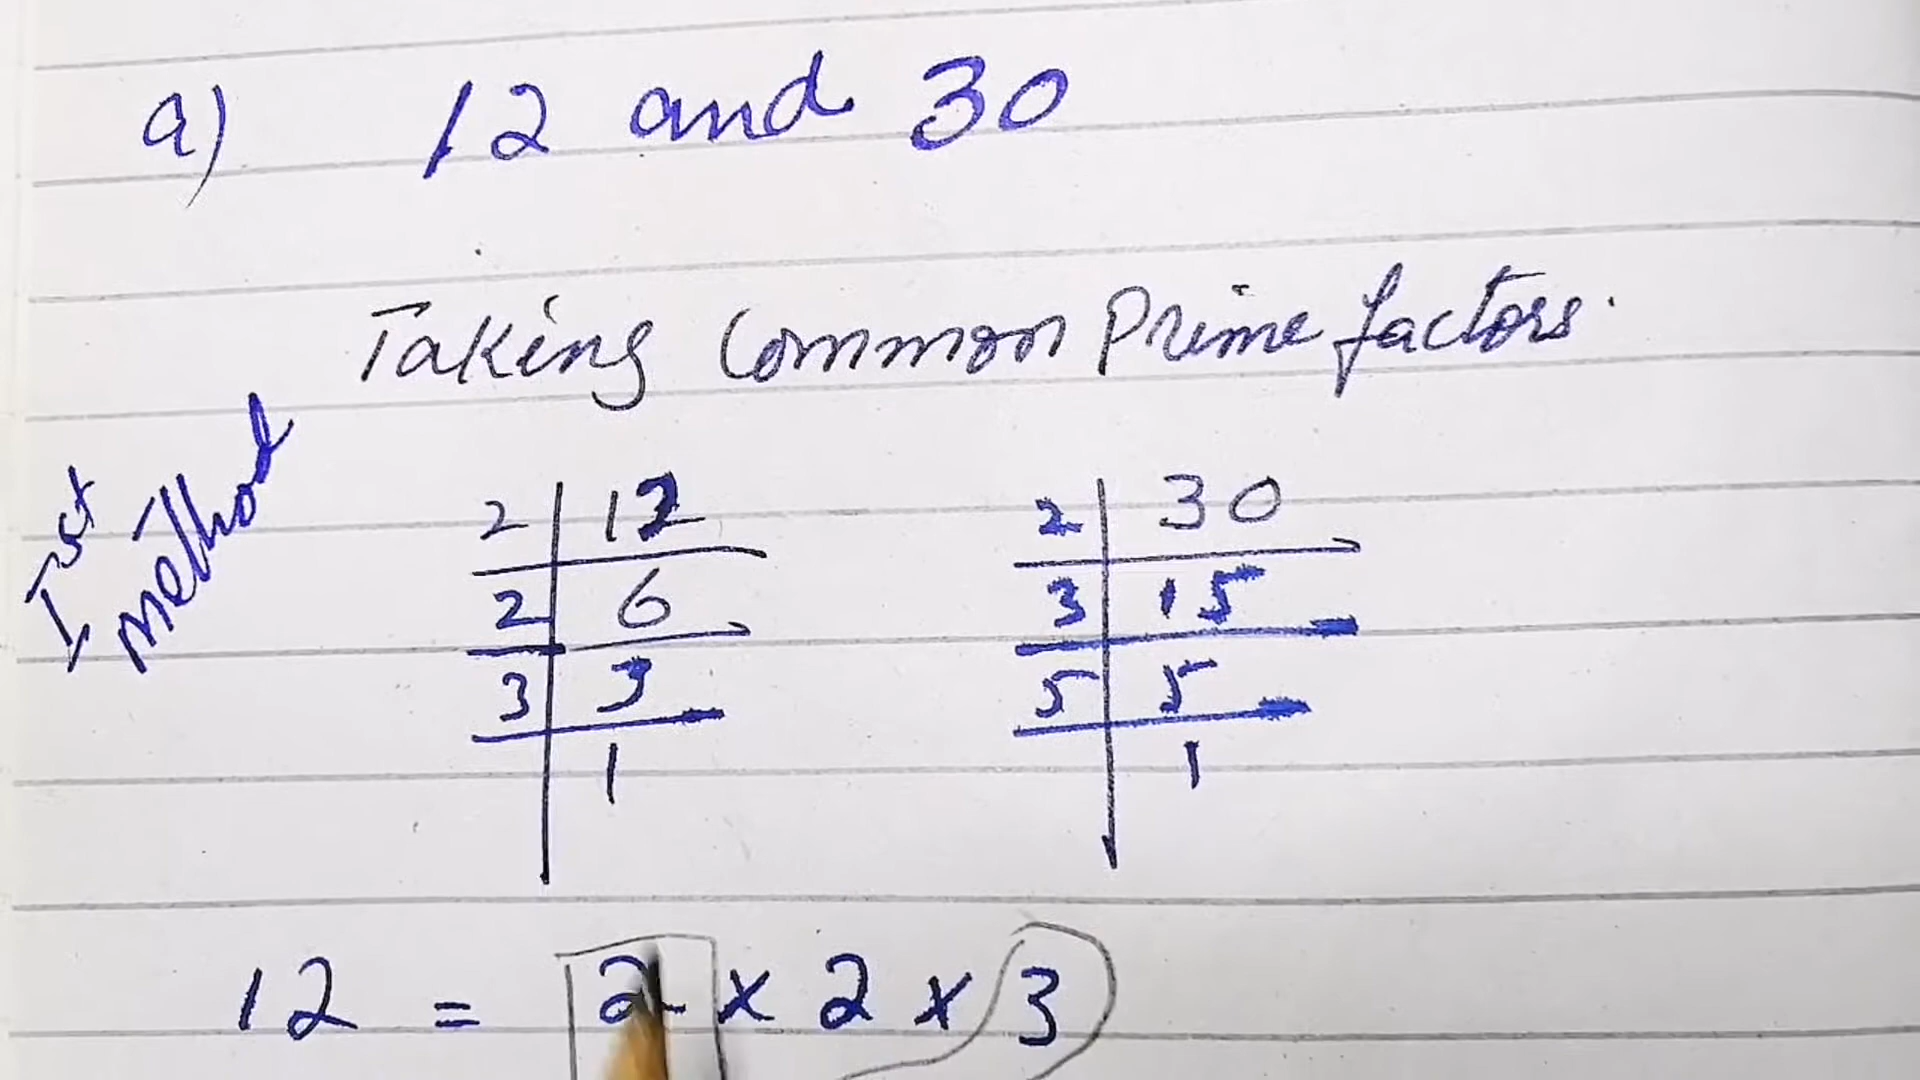 a) 12 and 30
Taking Common Prime factors.
Ist method
2 | 12 2 | 30
2 | 6 3 | 15
3 | 3 5 | 5
1 1
12 = 2 x 2 x 3